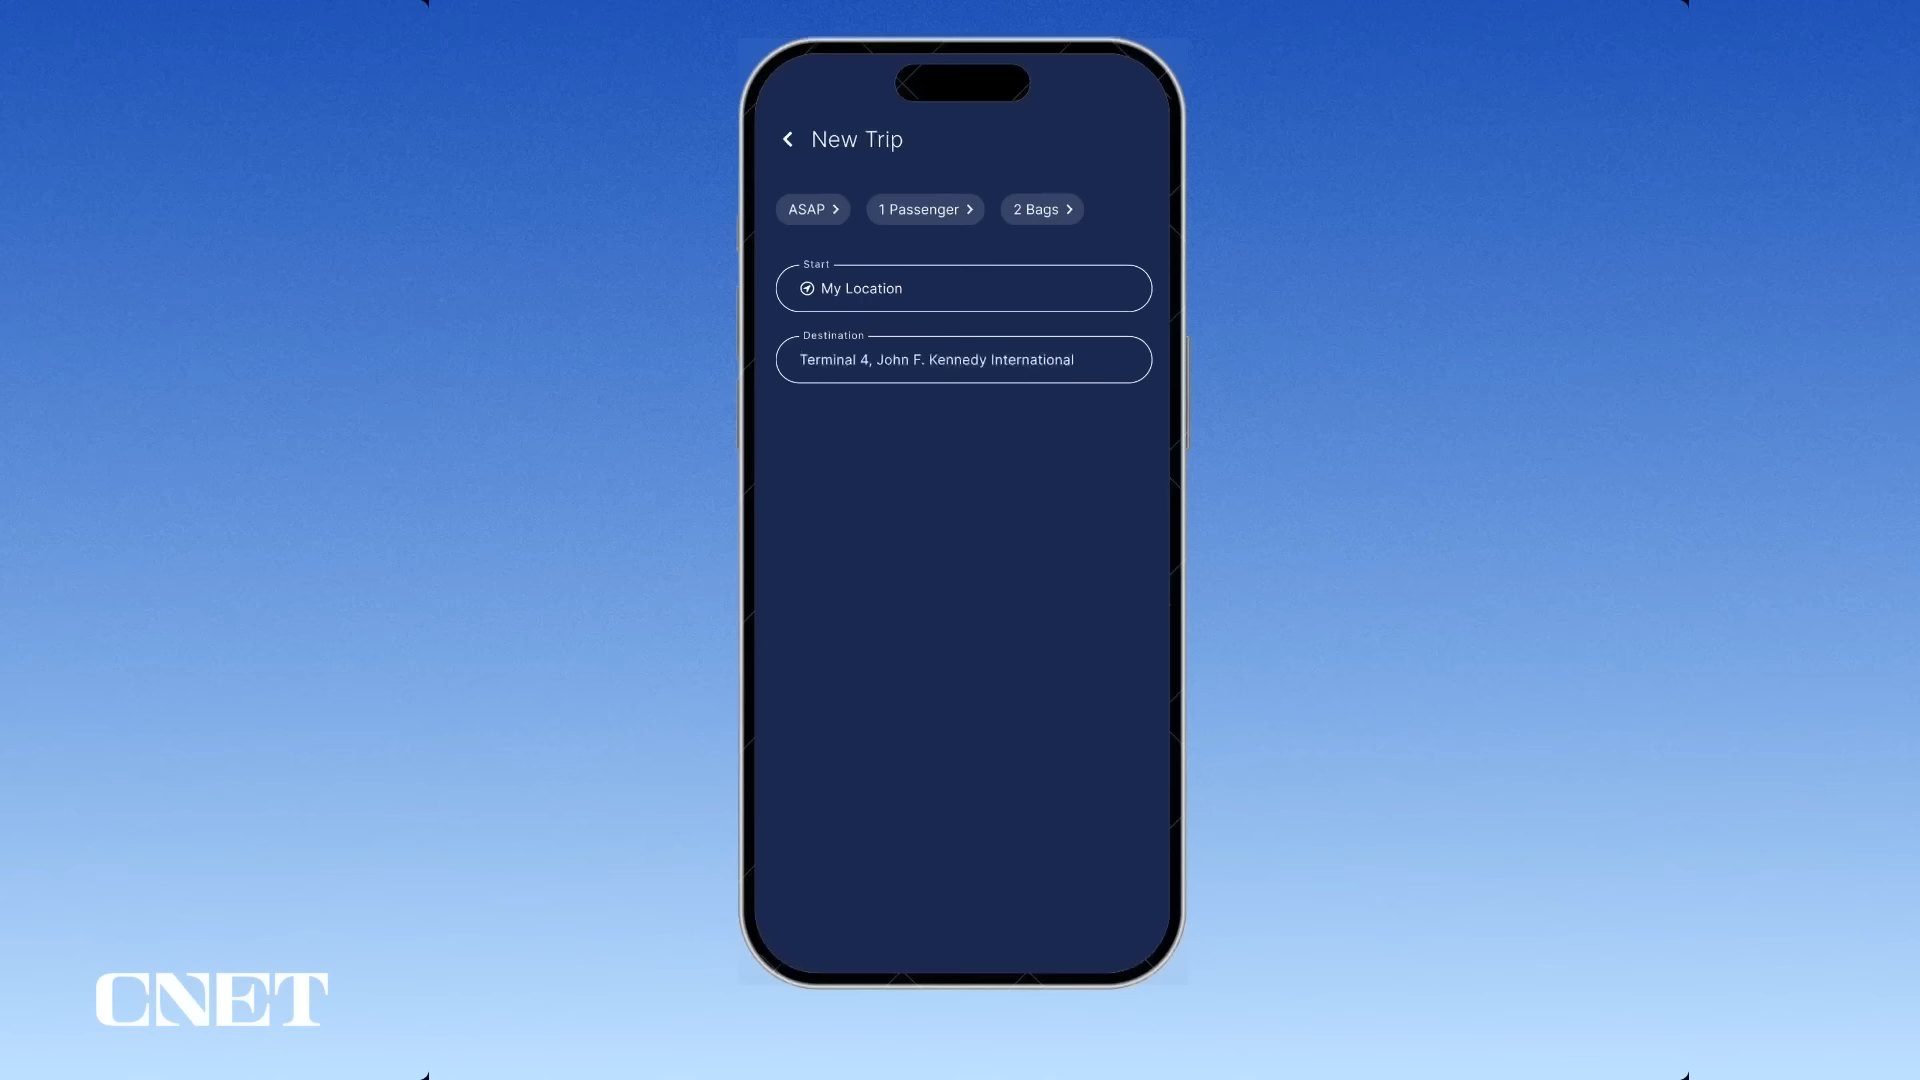 New Trip
ASAP
1 Passenger
2 Bags
Start
My Location
Destination
Terminal 4, John F. Kennedy International
CNET